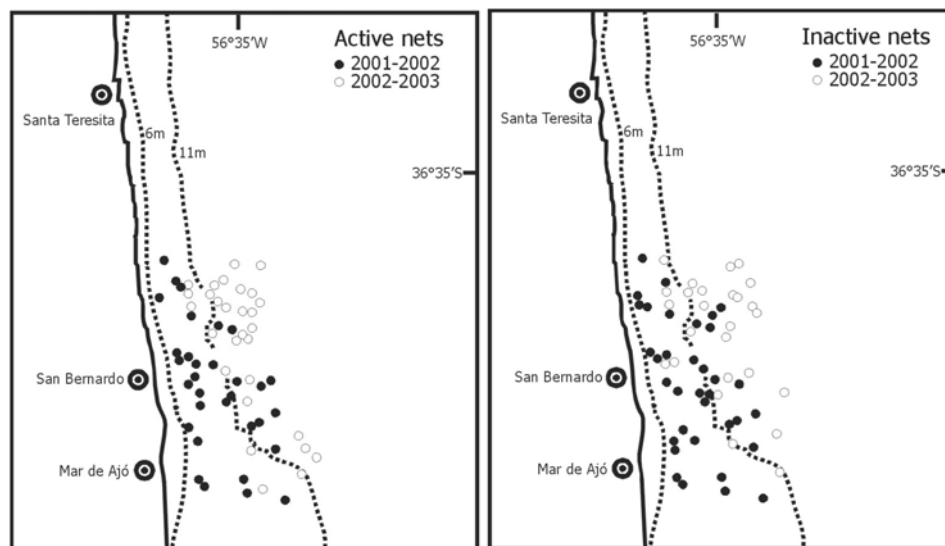 56°35'W
Active nets
2001-2002
2002-2003
Santa Teresita
6m
11m
36°35'S
San Bernardo
Mar de Ajó
56°35'W
Inactive nets
2001-2002
2002-2003
Santa Teresita
6m
11m
36°35'S
San Bernardo
Mar de Ajó